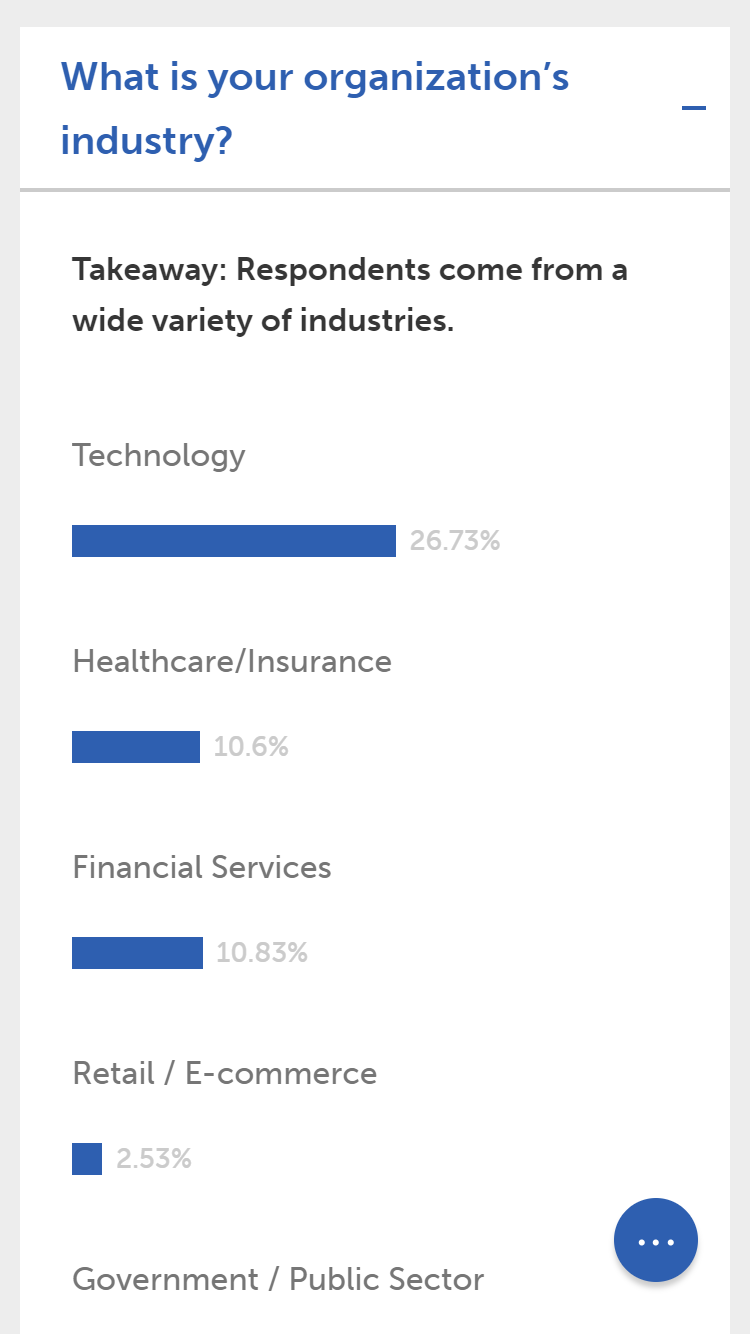 What is your organization’s
industry?
Takeaway: Respondents come from a
wide variety of industries.
Technology
26.73%
Healthcare/Insurance
10.6%
Financial Services
10.83%
Retail / E-commerce
2.53%
Government / Public Sector